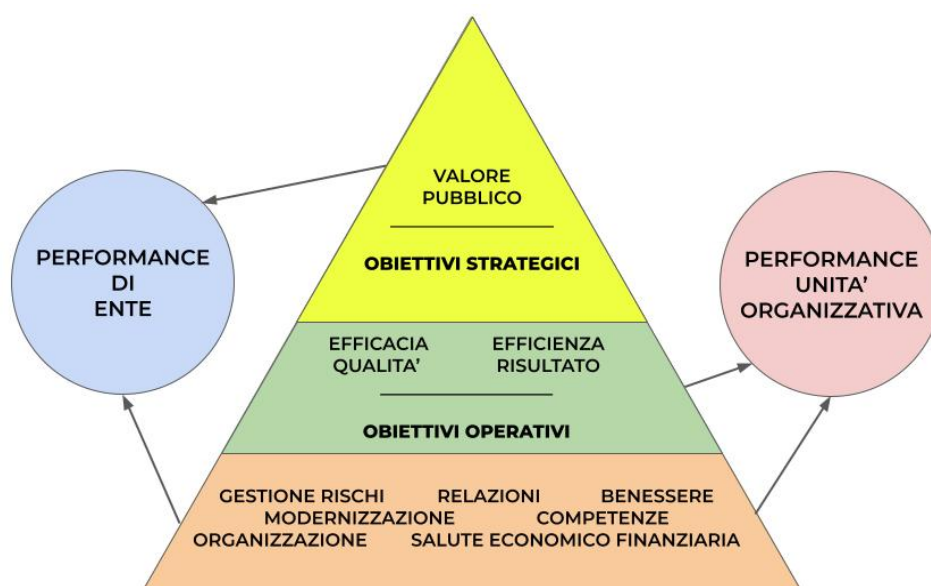 VALORE
PUBBLICO
OBIETTIVI STRATEGICI
PERFORMANCE
DI
ENTE
PERFORMANCE
UNITA’
ORGANIZZATIVA
EFFICACIA
QUALITA’
EFFICIENZA
RISULTATO
OBIETTIVI OPERATIVI
GESTIONE RISCHI RELAZIONI BENESSERE
MODERNIZZAZIONE COMPETENZE
ORGANIZZAZIONE SALUTE ECONOMICO FINANZIARIA